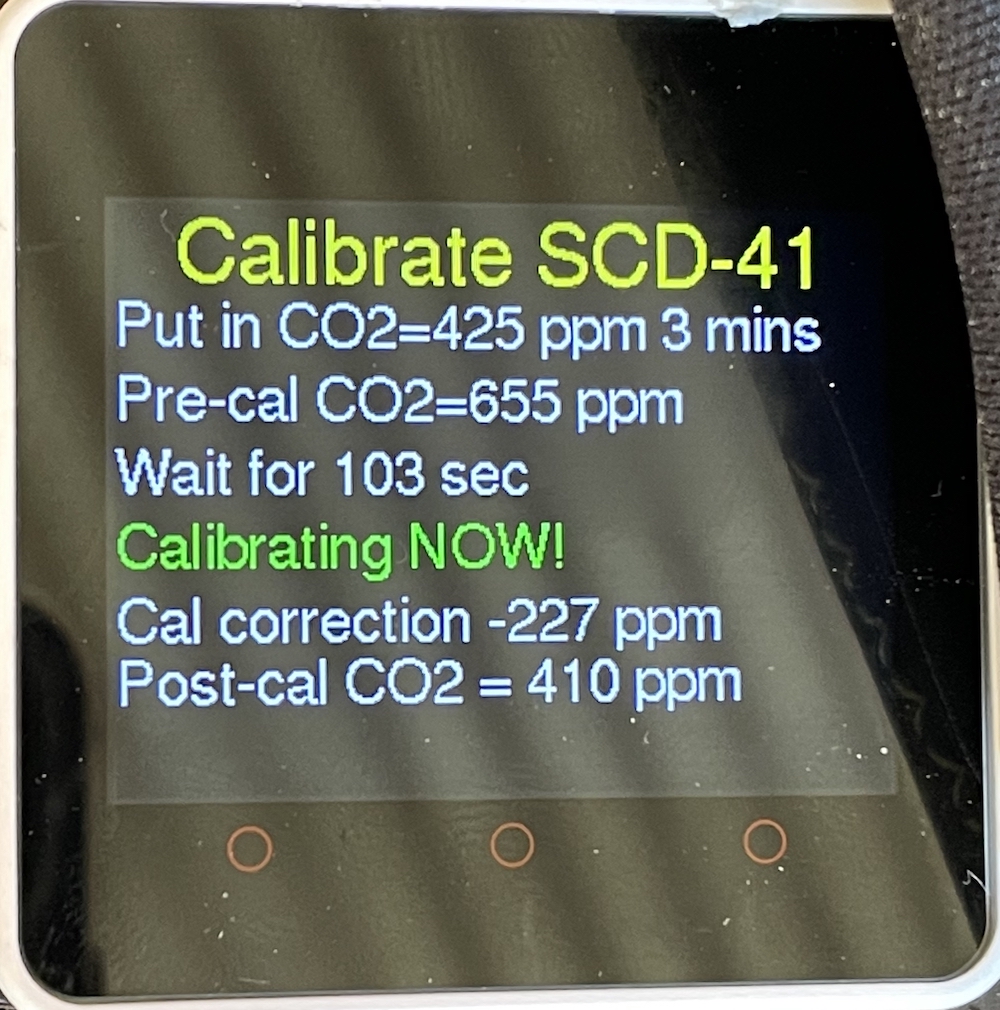 Calibrate SCD-41
Put in CO2=425 ppm 3 mins
Pre-cal CO2=655 ppm
Wait for 103 sec
Calibrating NOW!
Cal correction -227 ppm
Post-cal CO2 = 410 ppm